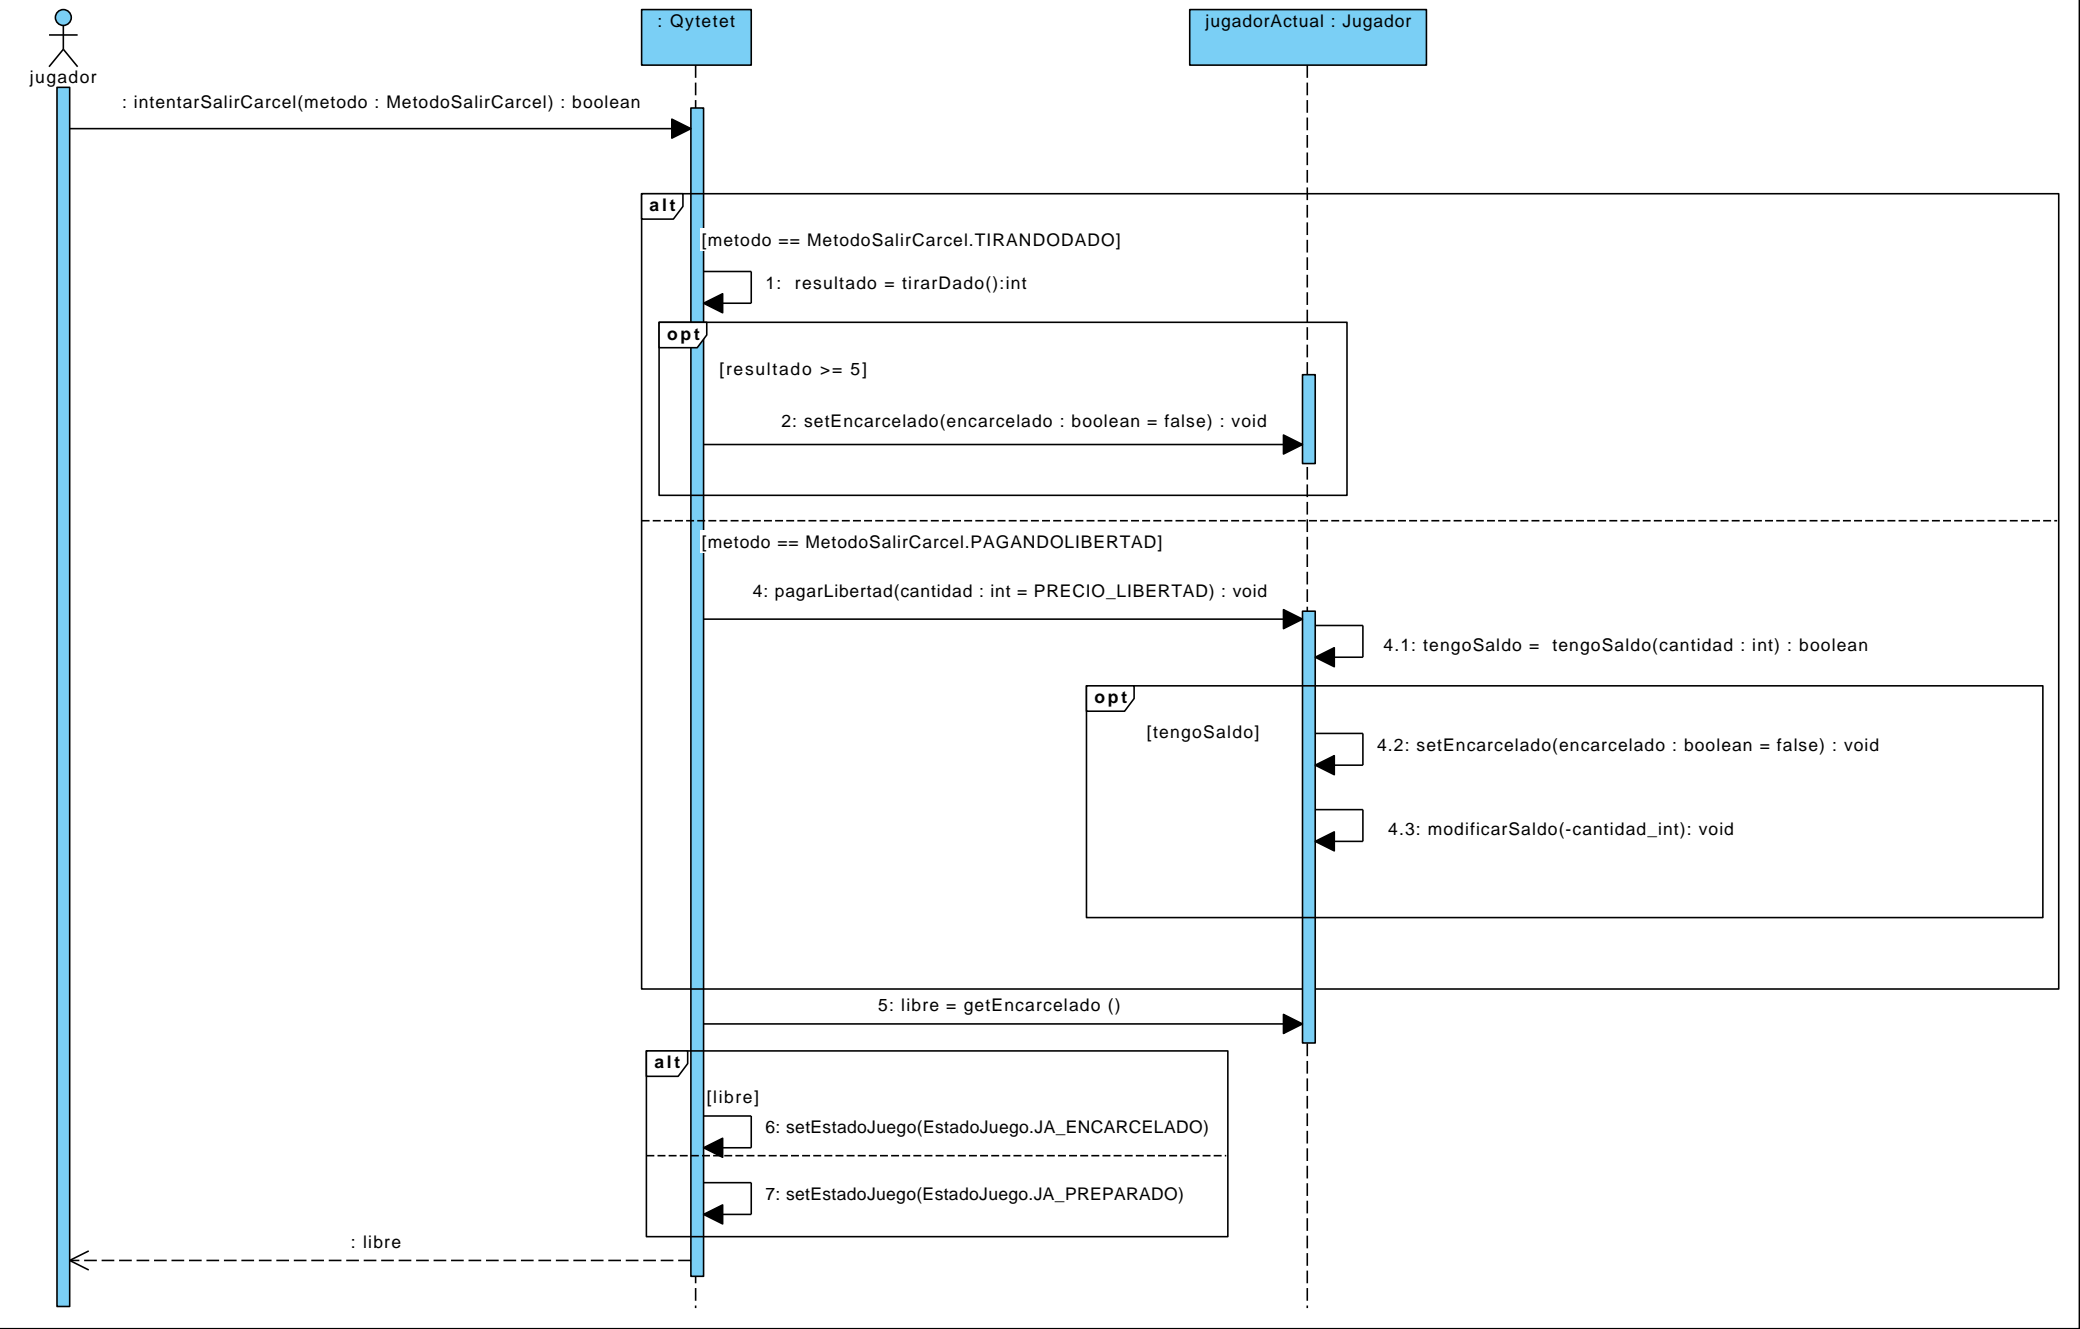 : Qytetet
jugadorActual : Jugador
jugador
: intentarSalirCarcel(metodo : MetodoSalirCarcel) : boolean
alt
[metodo == MetodoSalirCarcel.TIRANDODADO]
1:  resultado = tirarDado():int
opt
[resultado >= 5]
2: setEncarcelado(encarcelado : boolean = false) : void
[metodo == MetodoSalirCarcel.PAGANDOLIBERTAD]
4: pagarLibertad(cantidad : int = PRECIO_LIBERTAD) : void
4.1: tengoSaldo =  tengoSaldo(cantidad : int) : boolean
opt
[tengoSaldo]
4.2: setEncarcelado(encarcelado : boolean = false) : void
4.3: modificarSaldo(-cantidad_int): void
5: libre = getEncarcelado ()
alt
[libre]
6: setEstadoJuego(EstadoJuego.JA_ENCARCELADO)
7: setEstadoJuego(EstadoJuego.JA_PREPARADO)
: libre